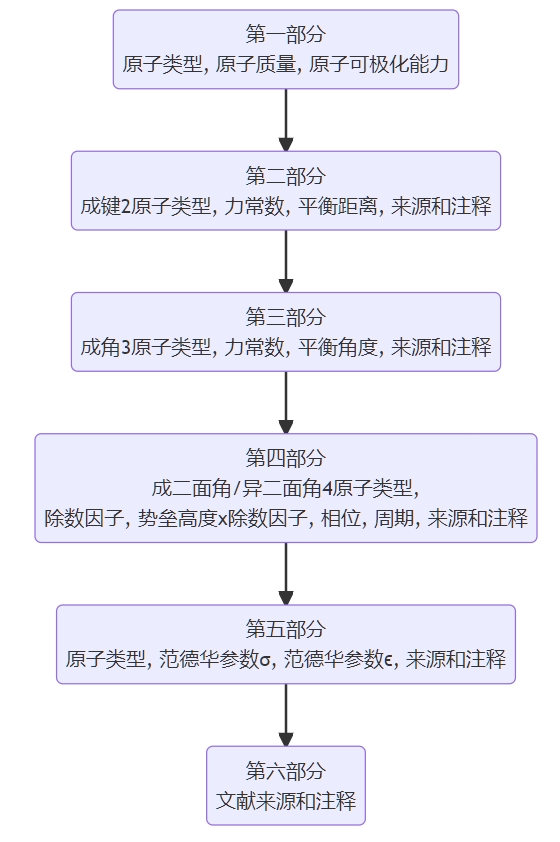 第一部分
原子类型, 原子质量, 原子可极化能力
第二部分
成键2原子类型, 力常数, 平衡距离, 来源和注释
第三部分
成角3原子类型, 力常数, 平衡角度, 来源和注释
第四部分
成二面角/异二面角4原子类型,
除数因子, 势垒高度x除数因子, 相位, 周期, 来源和注释
第五部分
原子类型, 范德华参数σ, 范德华参数ϵ, 来源和注释
第六部分
文献来源和注释